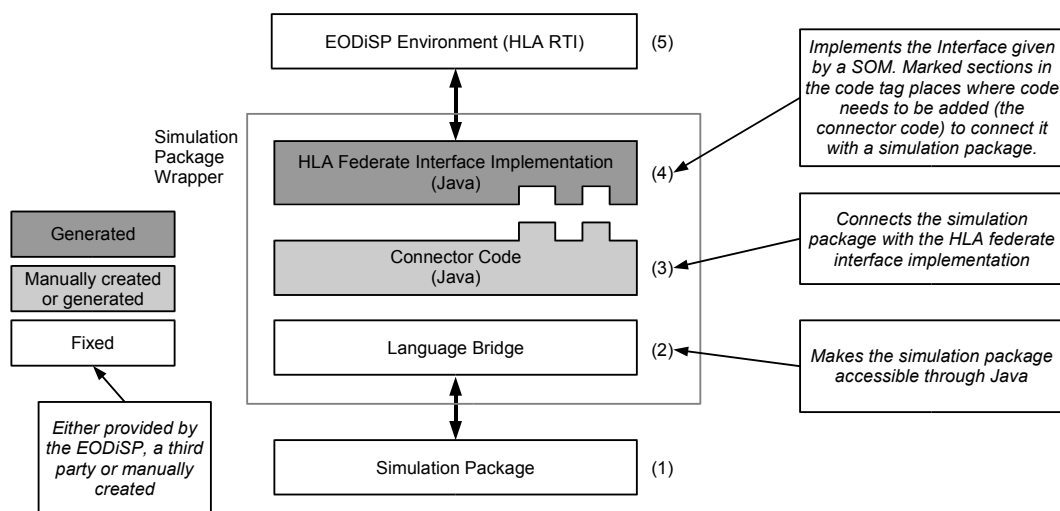 EODiSP Environment (HLA RTI)
(5)
Implements the Interface given
by a SOM. Marked sections in
the code tag places where code
needs to be added (the
connector code) to connect it
with a simulation package.
Simulation
Package
Wrapper
HLA Federate Interface Implementation
(Java)
(4)
Generated
Manually created
or generated
Fixed
Connector Code
(Java)
(3)
Connects the simulation
package with the HLA federate
interface implementation
Language Bridge
(2)
Makes the simulation package
accessible through Java
Either provided by
the EODiSP, a third
party or manually
created
Simulation Package
(1)